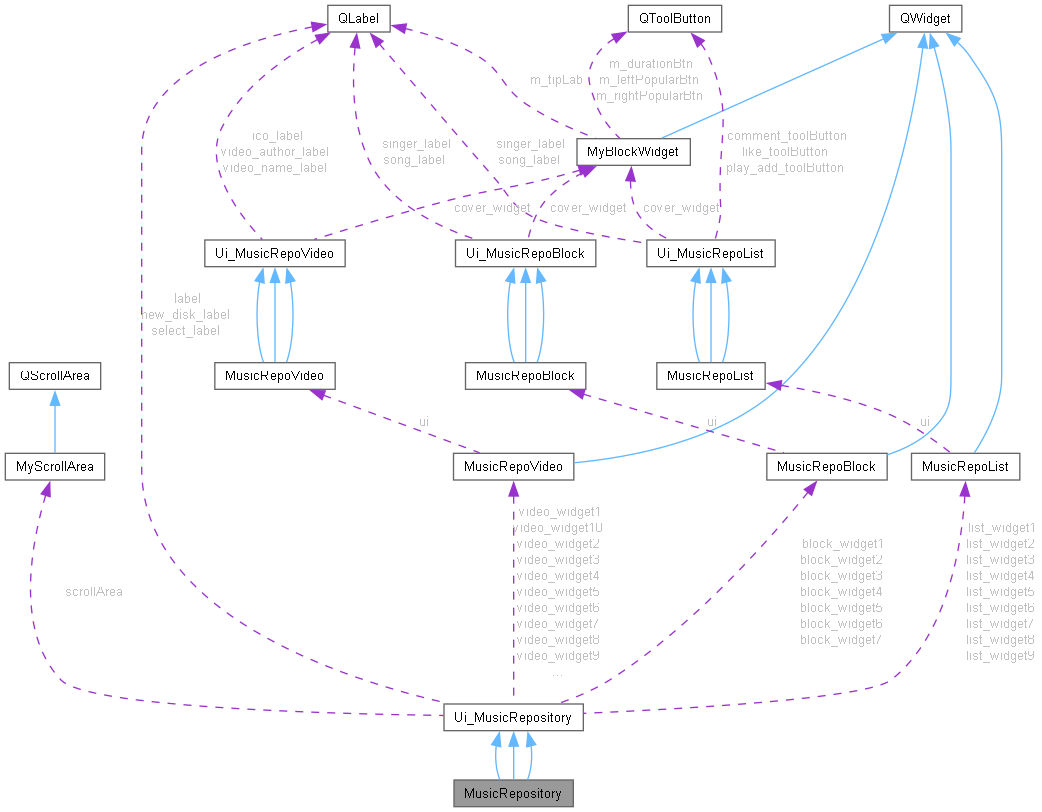 QLabel
QToolButton
QWidget
m_tipLab
m_durationBtn
m_leftPopularBtn
m_rightPopularBtn
ico_label
video_author_label
video_name_label
singer_label
song_label
singer_label
song_label
MyBlockWidget
comment_toolButton
like_toolButton
play_add_toolButton
cover_widget
cover_widget
cover_widget
Ui_MusicRepoVideo
Ui_MusicRepoBlock
Ui_MusicRepoList
label
new_disk_label
select_label
QScrollArea
MusicRepoVideo
MusicRepoBlock
MusicRepoList
ui
ui
ui
MyScrollArea
MusicRepoVideo
MusicRepoBlock
MusicRepoList
scrollArea
video_widget1
video_widget10
video_widget2
video_widget3
video_widget4
video_widget5
video_widget6
video_widget7
video_widget8
video_widget9
...
block_widget1
block_widget2
block_widget3
block_widget4
block_widget5
block_widget6
block_widget7
list_widget1
list_widget2
list_widget3
list_widget4
list_widget5
list_widget6
list_widget7
list_widget8
list_widget9
Ui_MusicRepository
MusicRepository